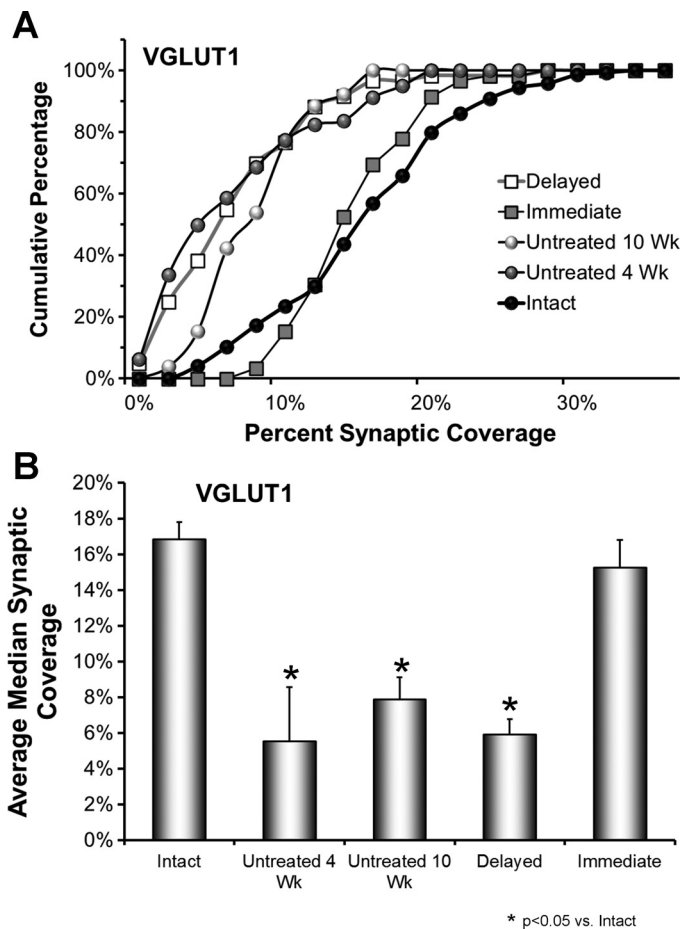 A
VGLUT1
100%
80%
60%
40%
20%
0%
Cumulative Percentage
Delayed
Immediate
Untreated 10 Wk
Untreated 4 Wk
Intact
0%
10%
20%
30%
Percent Synaptic Coverage
B
VGLUT1
20%
18%
16%
14%
12%
10%
8%
6%
4%
2%
0%
Average Median Synaptic
Coverage
*
*
*
Intact
Untreated 4
Wk
Untreated 10
Wk
Delayed
Immediate
* p<0.05 vs. Intact